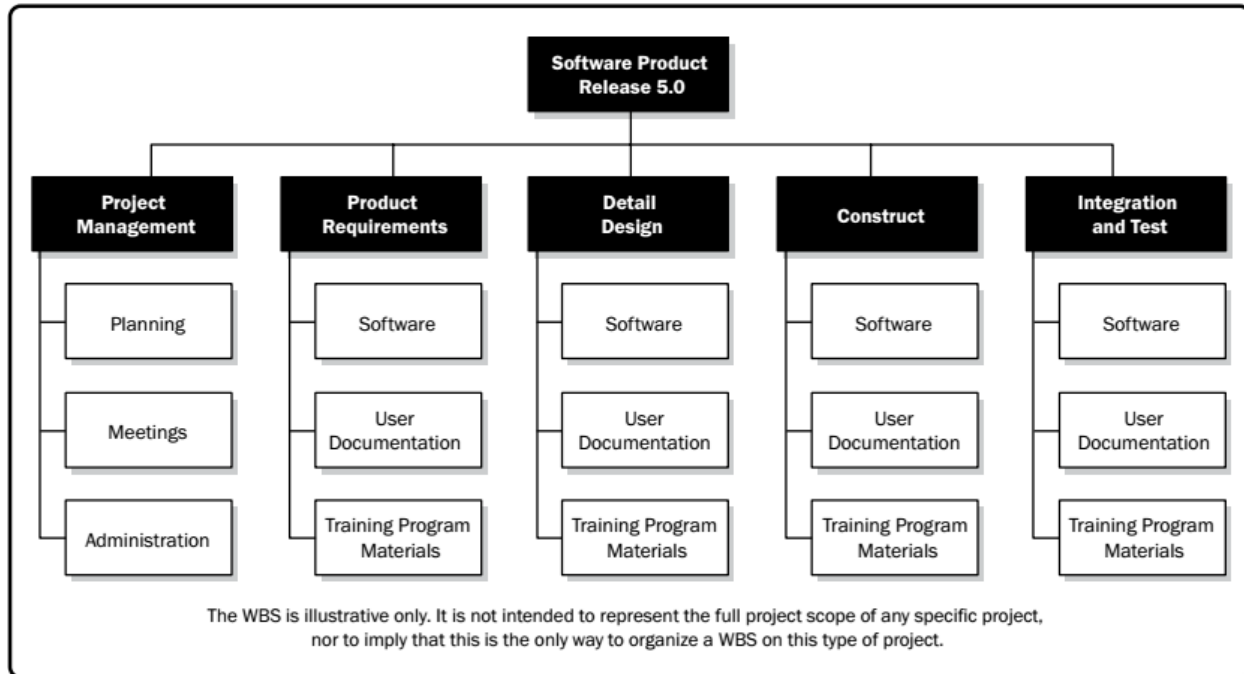 Software Product
Release 5.0
Project
Management
Product
Requirements
Detail
Design
Construct
Integration
and Test
Planning
Software
Software
Software
Software
Meetings
User
Documentation
User
Documentation
User
Documentation
User
Documentation
Administration
Training Program
Materials
Training Program
Materials
Training Program
Materials
Training Program
Materials
The WBS is illustrative only. It is not intended to represent the full project scope of any specific project,
nor to imply that this is the only way to organize a WBS on this type of project.